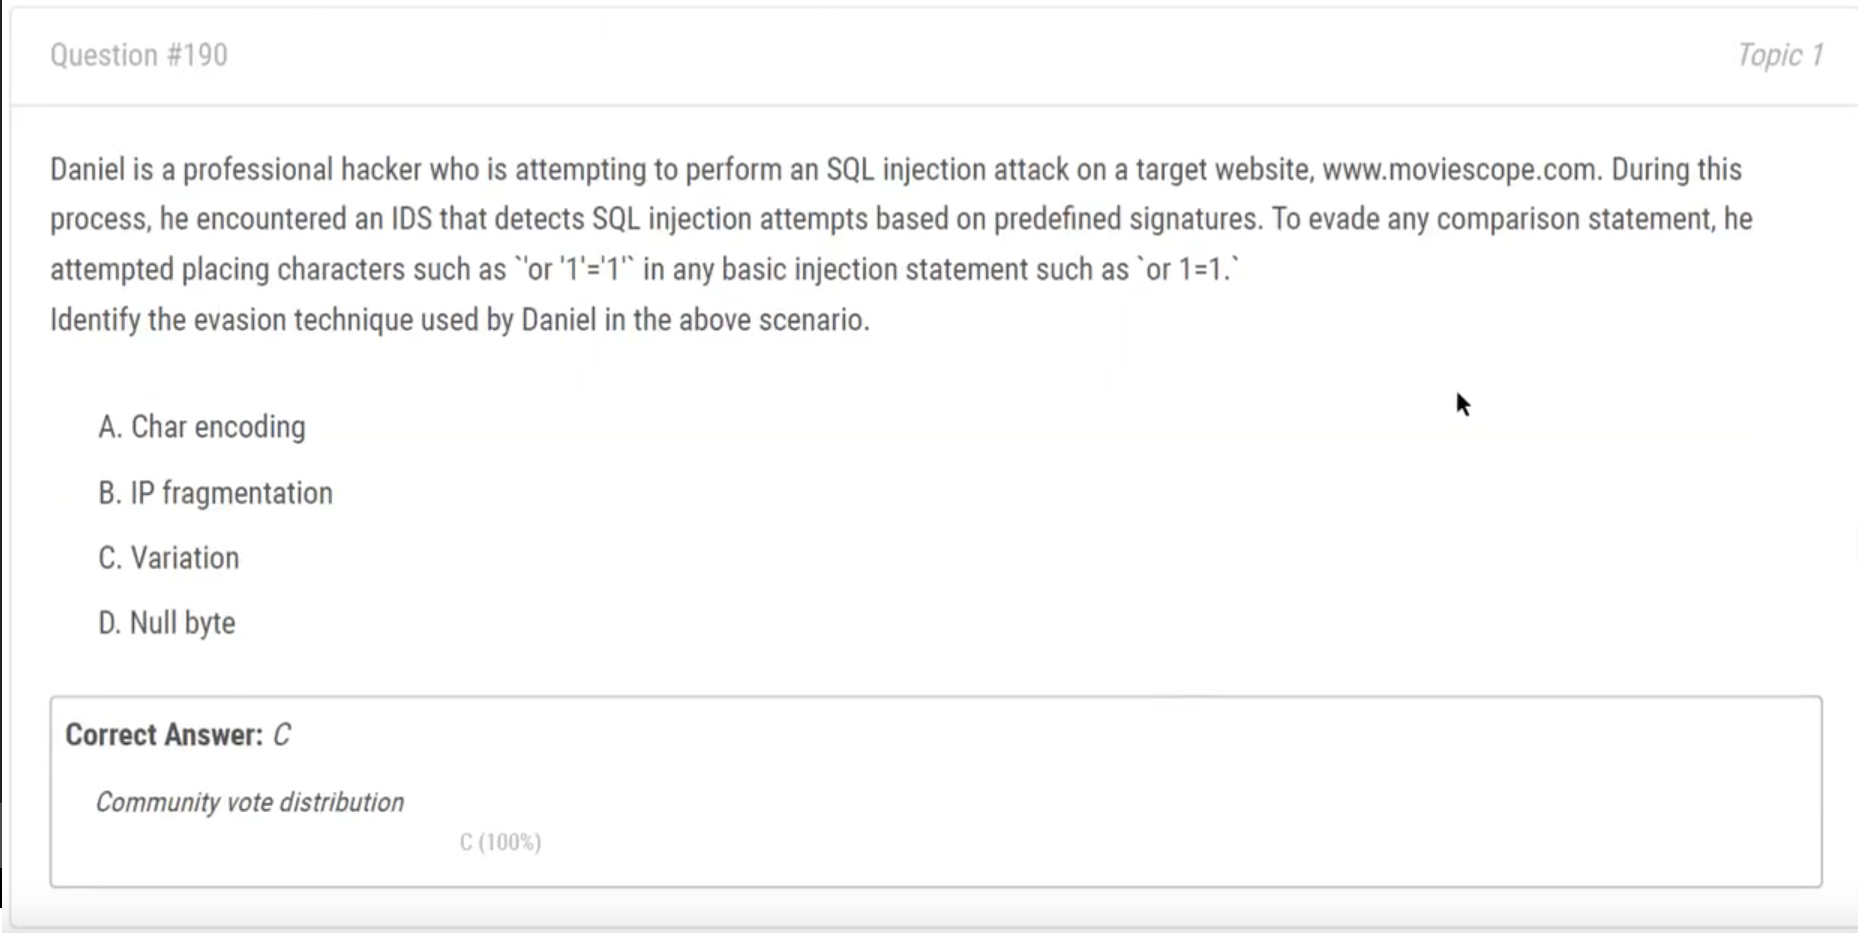 Question #190
Topic 1
Daniel is a professional hacker who is attempting to perform an SQL injection attack on a target website, www.moviescope.com. During this
process, he encountered an IDS that detects SQL injection attempts based on predefined signatures. To evade any comparison statement, he
attempted placing characters such as `'or '1'='1'` in any basic injection statement such as `or 1=1.`
Identify the evasion technique used by Daniel in the above scenario.
A. Char encoding
B. IP fragmentation
C. Variation
D. Null byte
Correct Answer: C
Community vote distribution
C (100%)